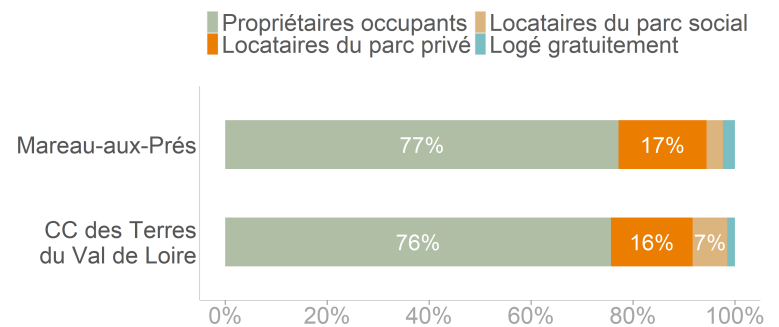 Propriétaires occupants Locataires du parc social
Locataires du parc privé Logé gratuitement
Mareau-aux-Prés 77% 17%
CC des Terres
du Val de Loire 76% 16% 7%
0% 20% 40% 60% 80% 100%